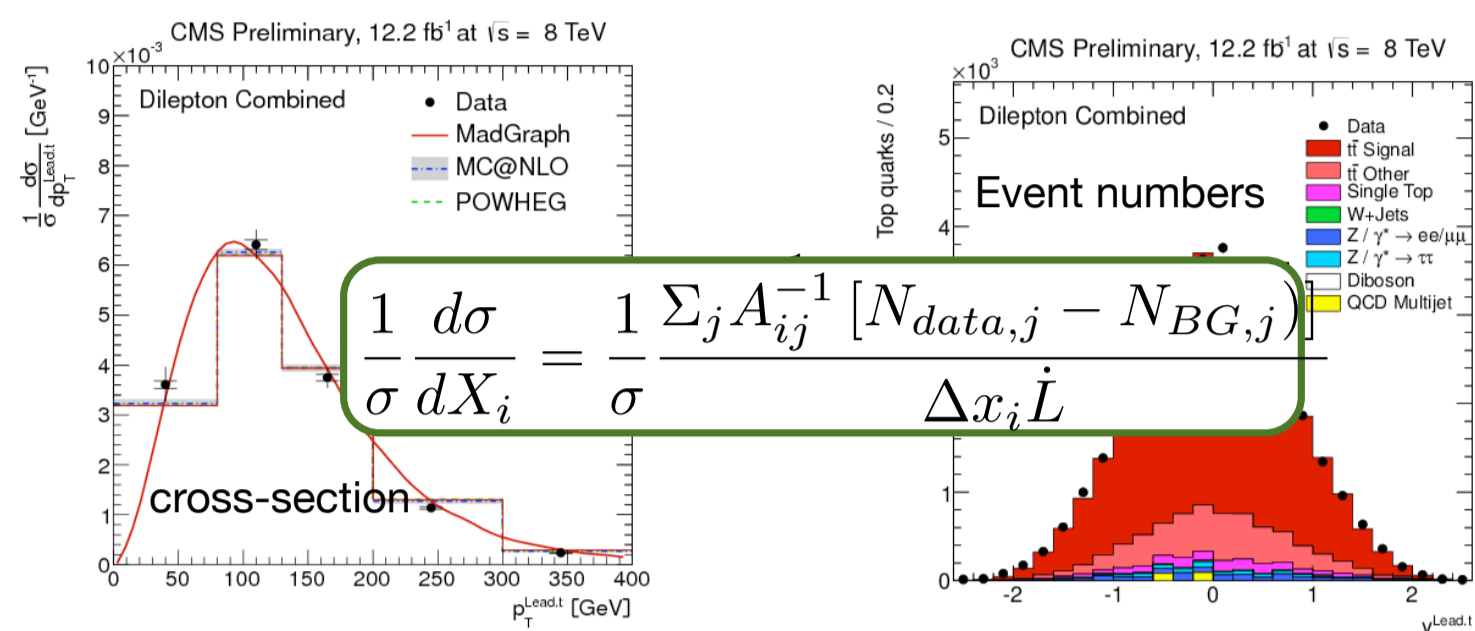 CMS Preliminary, 12.2 fb⁻¹ at √s = 8 TeV
×10⁻³
1/σ dσ/dp_T^Lead.t [GeV⁻¹]
10
9
8
7
6
5
4
3
2
1
0
Dilepton Combined
Data
MadGraph
MC@NLO
POWHEG
cross-section
0 50 100 150 200 250 300 350 400
p_T^Lead.t [GeV]
1/σ dσ/dX_i = 1/σ Σ_j A_ij^−1 [N_data,j − N_BG,j)] / Δx_i L̇
CMS Preliminary, 12.2 fb⁻¹ at √s = 8 TeV
×10³
Top quarks / 0.2
5
4
1
0
Dilepton Combined
Event numbers
Data
tt̄ Signal
tt̄ Other
Single Top
W+Jets
Z / γ* → ee/μμ
Z / γ* → ττ
Diboson
QCD Multijet
-2 -1 0 1 2
y^Lead.t